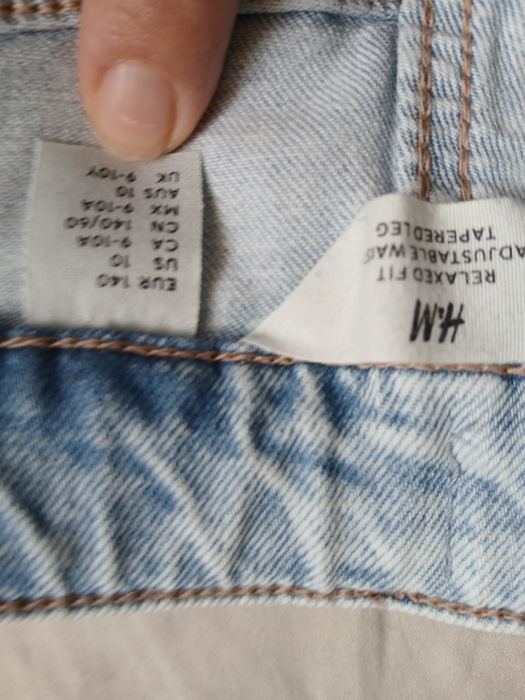 H&M
RELAXED FIT
ADJUSTABLE WAIS
TAPERED LEG
EUR 140
US 10
CA 9-10A
CN 140/60
MX 9-10A
AUS 10
UK 9-10Y